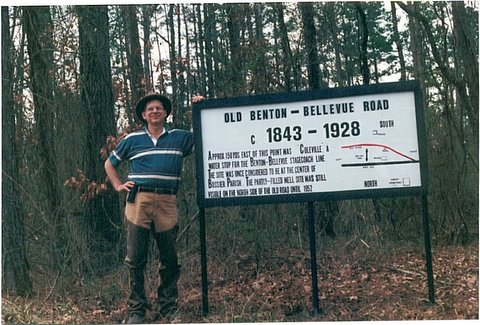 OLD BENTON - BELLEVUE ROAD
C 1843 - 1928
SOUTH
APPROX 150YDS EAST OF THIS POINT WAS COLEVILLE, A
WATER STOP FOR THE BENTON-BELLEVUE STAGECOACH LINE
THE SITE WAS ONCE CONSIDERED TO BE AT THE CENTER OF
BOSSIER PARISH. THE PARTLY-FILLED WELL SITE WAS STILL
VISIBLE ON THE NORTH SIDE OF THE OLD ROAD UNTIL 1952
NORTH